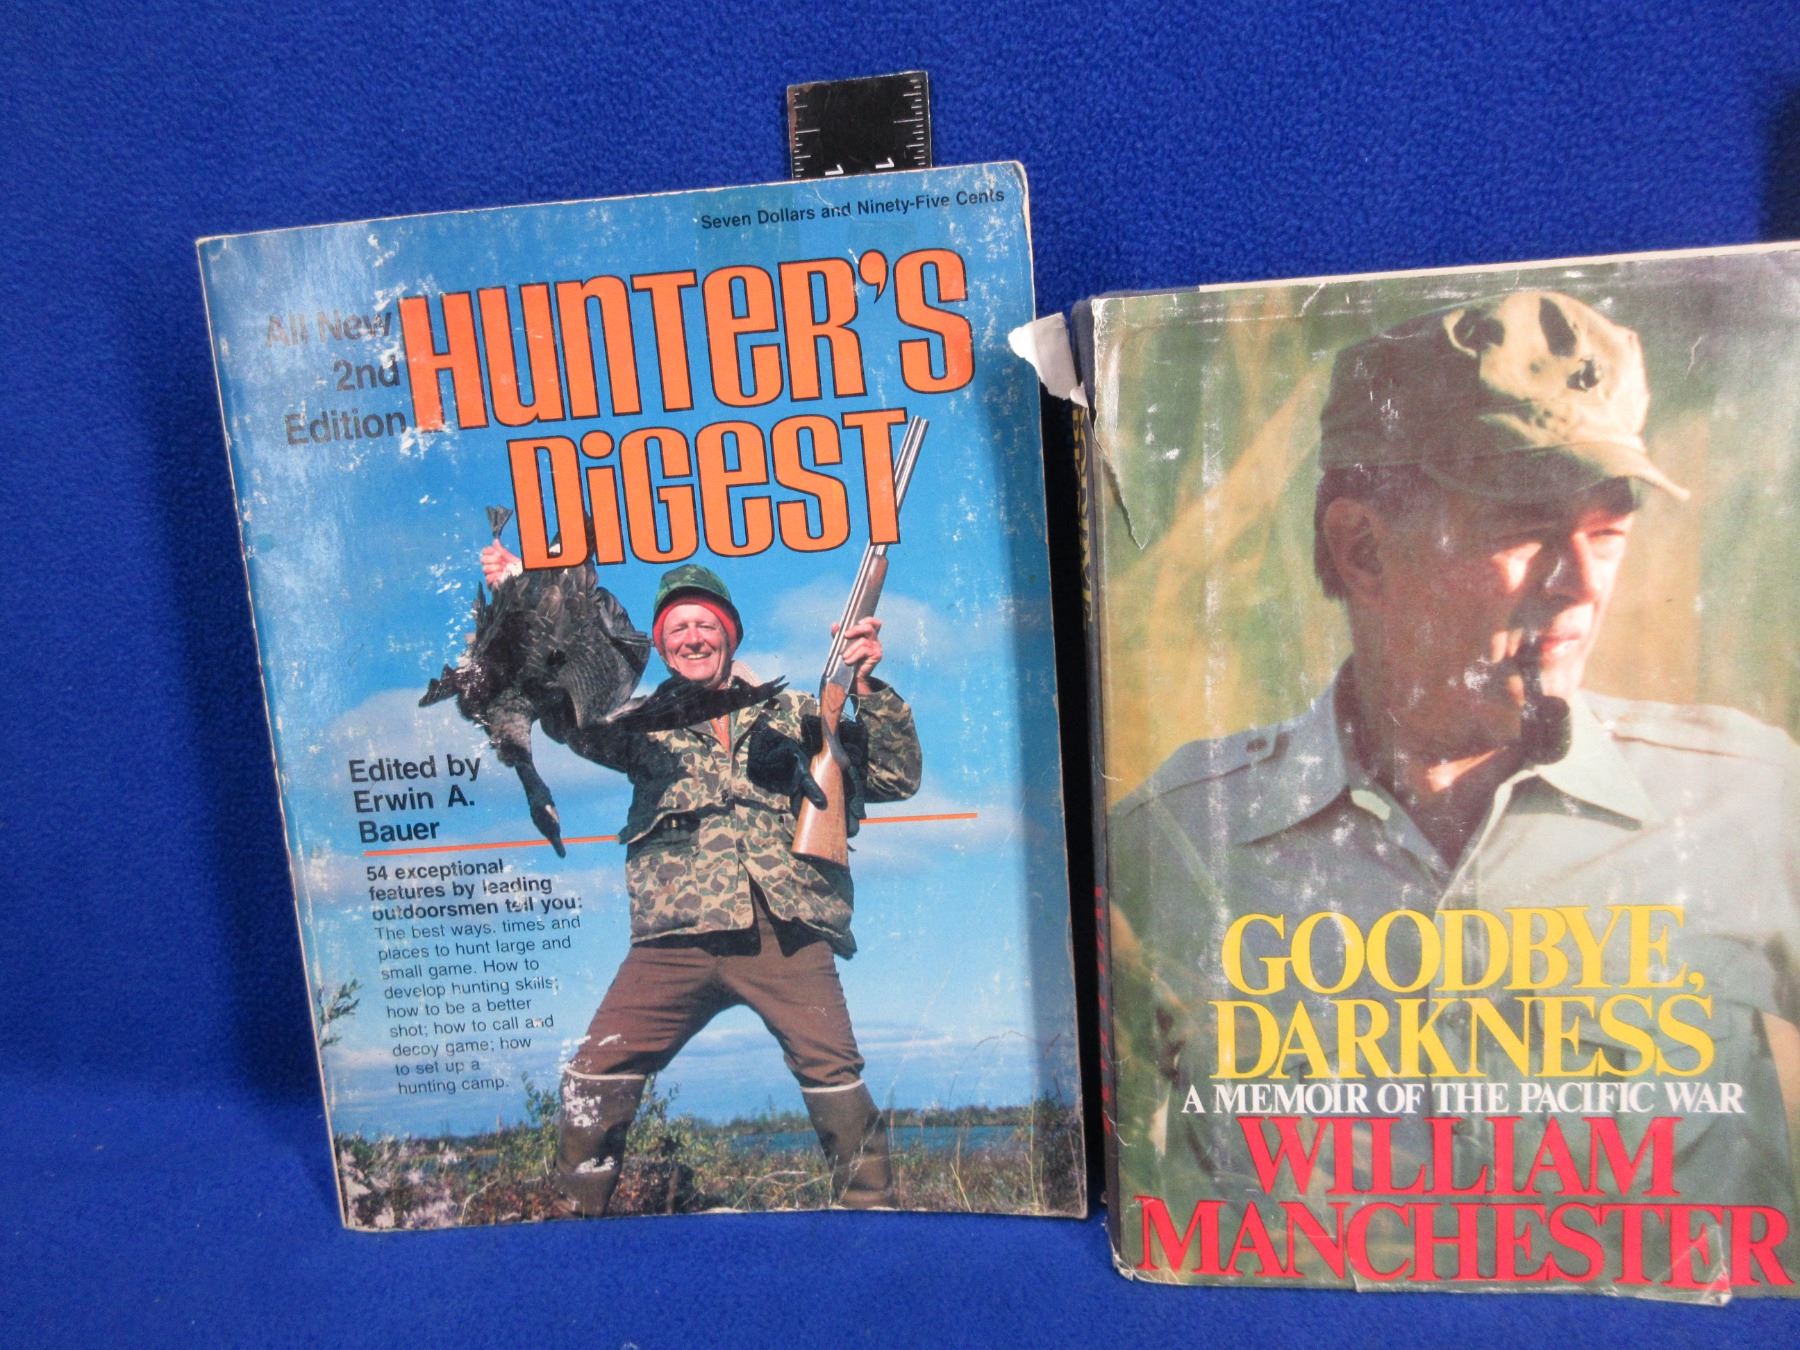 1 1
Seven Dollars and Ninety-Five Cents
All New
2nd
Edition
HUNTER'S
DIGEST
Edited by
Erwin A.
Bauer
54 exceptional
features by leading
outdoorsmen tell you:
The best ways, times and
places to hunt large and
small game. How to
develop hunting skills;
how to be a better
shot; how to call and
decoy game; how
to set up a
hunting camp.
GOODBYE,
DARKNESS
A MEMOIR OF THE PACIFIC WAR
WILLIAM
MANCHESTER